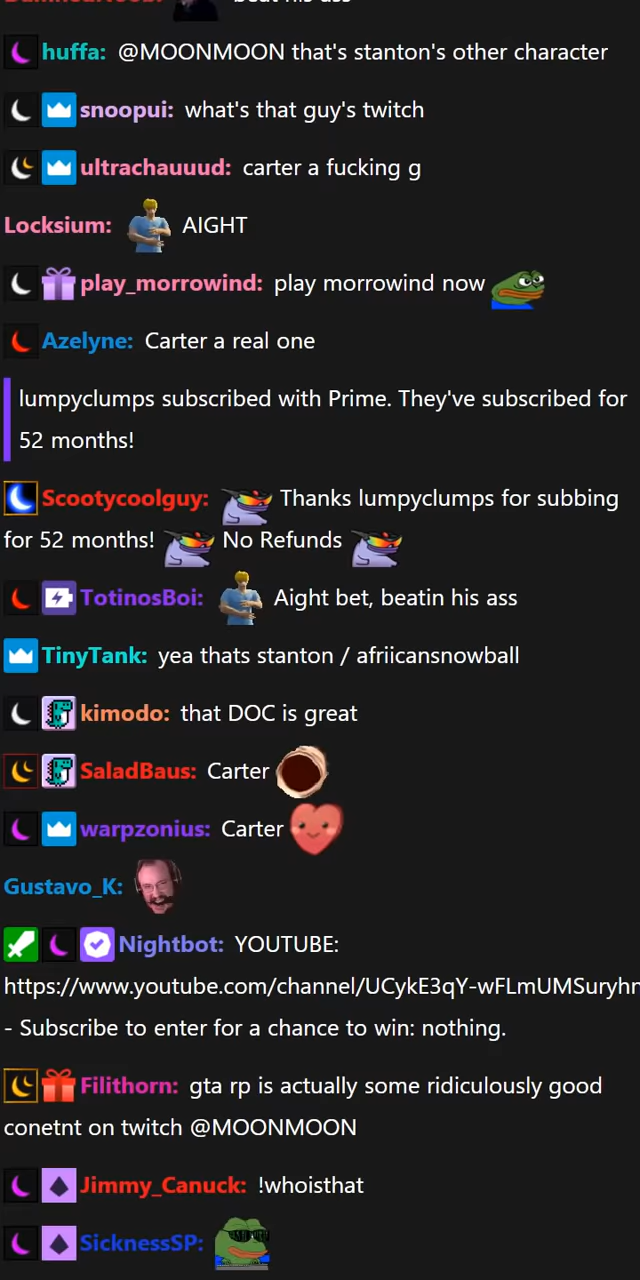 huffa: @MOONMOON that's stanton's other character
snoopui: what's that guy's twitch
ultrachauuud: carter a fucking g
Locksium: AIGHT
play_morrowind: play morrowind now
Azelyne: Carter a real one
lumpyclumps subscribed with Prime. They've subscribed for
52 months!
Scootycoolguy: Thanks lumpyclumps for subbing
for 52 months! No Refunds
TotinosBoi: Aight bet, beatin his ass
TinyTank: yea thats stanton / afriicansnowball
kimodo: that DOC is great
SaladBaus: Carter
warpzonius: Carter
Gustavo_K:
Nightbot: YOUTUBE:
https://www.youtube.com/channel/UCykE3qY-wFLmUMSuryhn
- Subscribe to enter for a chance to win: nothing.
Filithorn: gta rp is actually some ridiculously good
conetnt on twitch @MOONMOON
Jimmy_Canuck: !whoisthat
SicknessSP: